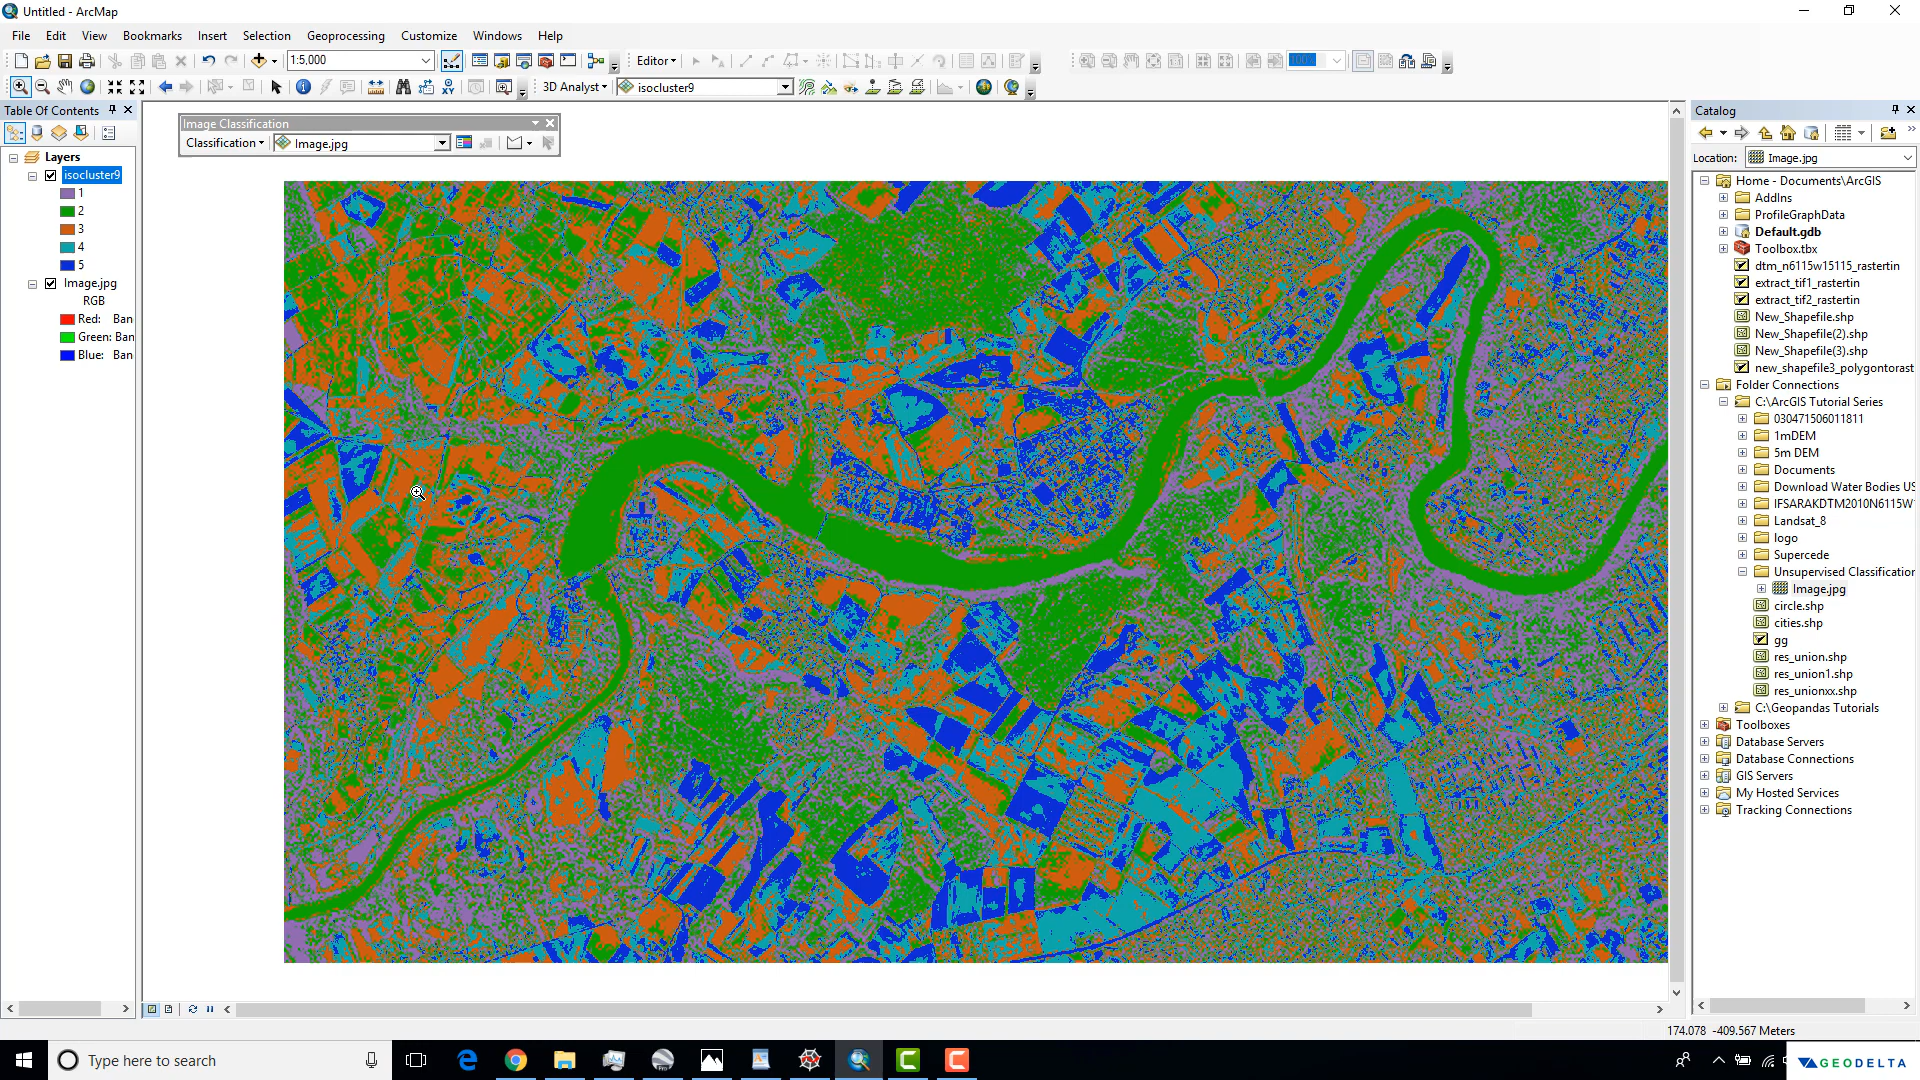 Untitled - ArcMap
File Edit View Bookmarks Insert Selection Geoprocessing Customize Windows Help
1:5,000
Editor
100%
3D Analyst
isocluster9
Table Of Contents
Image Classification
Classification
Image.jpg
Layers
isocluster9
1
2
3
4
5
Image.jpg
RGB
Red: Ban
Green: Ban
Blue: Ban
Catalog
Location: Image.jpg
Home - Documents\ArcGIS
AddIns
ProfileGraphData
Default.gdb
Toolbox.tbx
dtm_n6115w15115_rastertin
extract_tif1_rastertin
extract_tif2_rastertin
New_Shapefile.shp
New_Shapefile(2).shp
New_Shapefile(3).shp
new_shapefile3_polygontorast
Folder Connections
C:\ArcGIS Tutorial Series
030471506011811
1mDEM
5m DEM
Documents
Download Water Bodies US
IFSARAKDTM2010N6115W
Landsat_8
logo
Supercede
Unsupervised Classification
Image.jpg
circle.shp
cities.shp
gg
res_union.shp
res_union1.shp
res_unionxx.shp
C:\Geopandas Tutorials
Toolboxes
Database Servers
Database Connections
GIS Servers
My Hosted Services
Tracking Connections
174.078 -409.567 Meters
Type here to search
GEODELTA